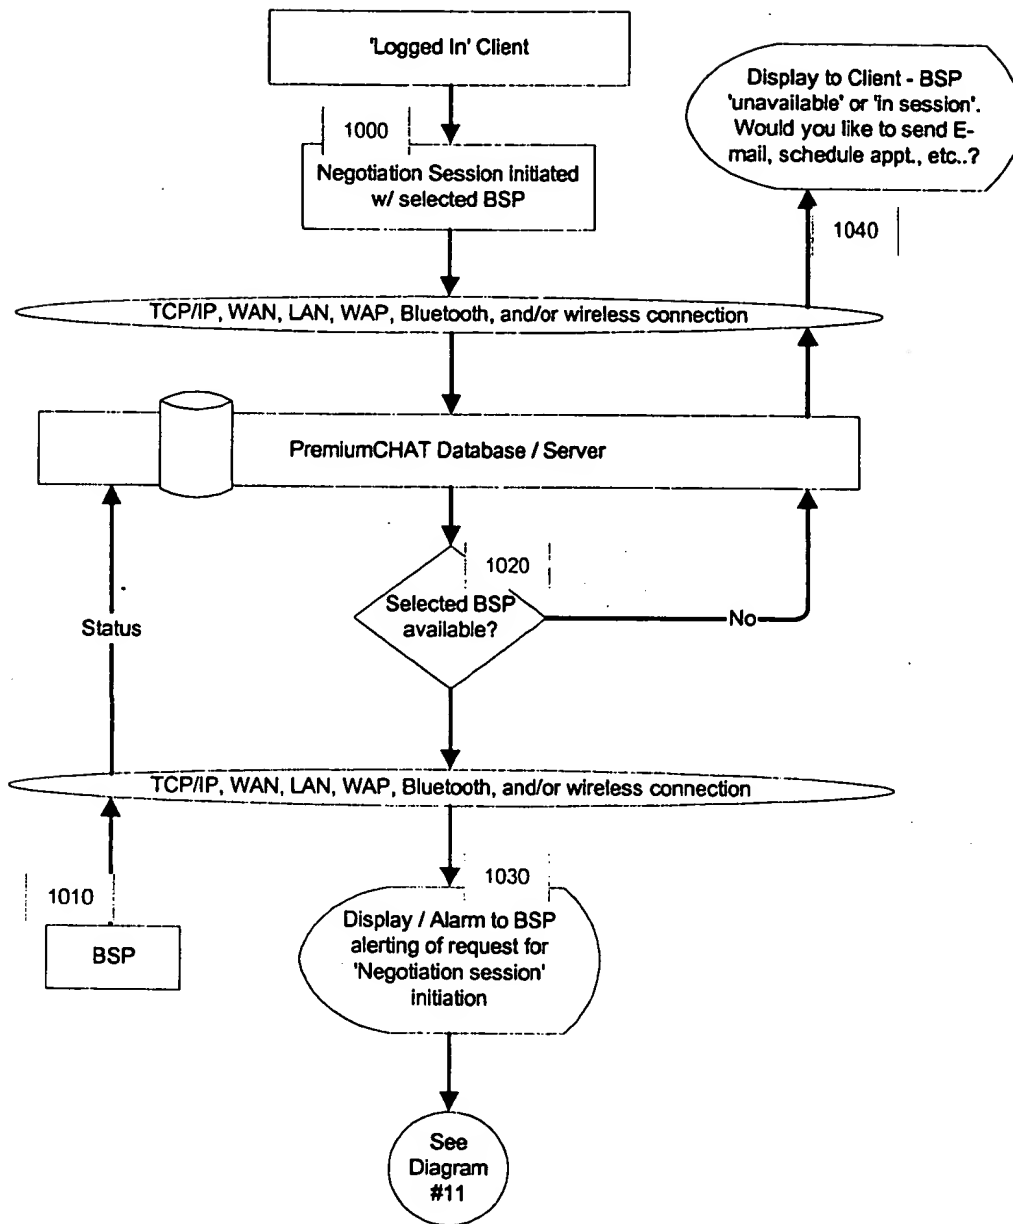 'Logged In' Client
Display to Client - BSP
'unavailable' or 'in session'.
Would you like to send E-
mail, schedule appt., etc..?
1000
Negotiation Session initiated
w/ selected BSP
1040
TCP/IP, WAN, LAN, WAP, Bluetooth, and/or wireless connection
PremiumCHAT Database / Server
1020
Selected BSP
available?
No
Status
TCP/IP, WAN, LAN, WAP, Bluetooth, and/or wireless connection
1030
1010
Display / Alarm to BSP
alerting of request for
'Negotiation session'
initiation
BSP
See
Diagram
#11